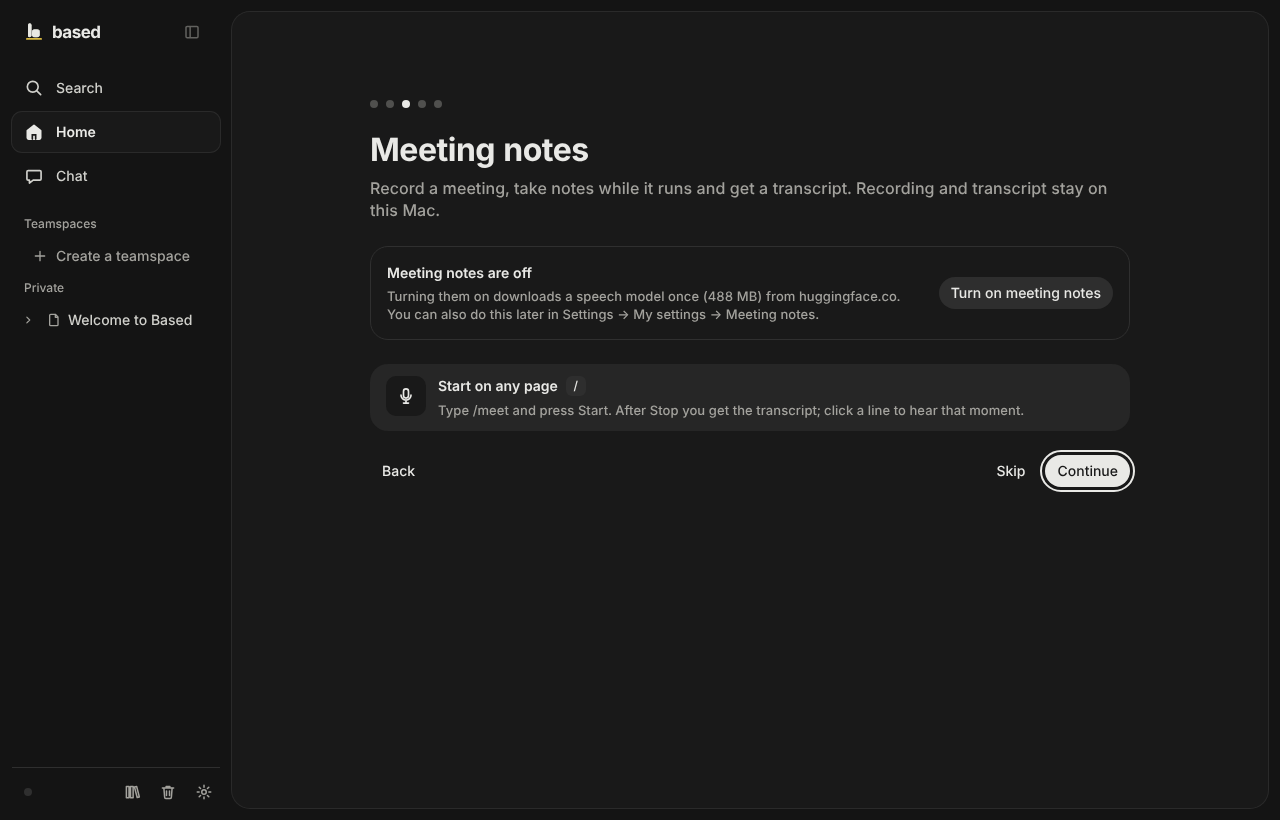 based
Search
Home
Chat
Teamspaces
Create a teamspace
Private
Welcome to Based
Meeting notes
Record a meeting, take notes while it runs and get a transcript. Recording and transcript stay on
this Mac.
Meeting notes are off
Turning them on downloads a speech model once (488 MB) from huggingface.co.
You can also do this later in Settings → My settings → Meeting notes.
Turn on meeting notes
Start on any page /
Type /meet and press Start. After Stop you get the transcript; click a line to hear that moment.
Back
Skip
Continue